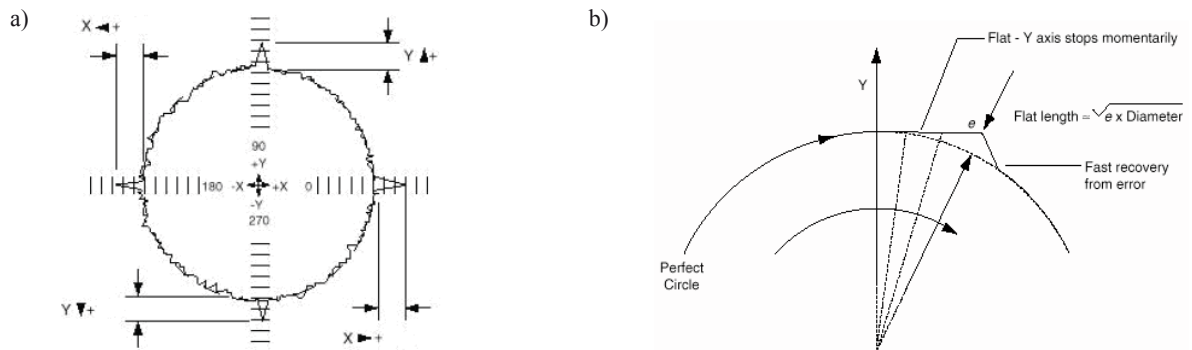 a)
X ◄+
Y ▲+
90
+Y
180 -X +X 0
-Y
270
Y ▼+
X ►+
b)
Flat - Y axis stops momentarily
Y
e
Flat length = √e x Diameter
Fast recovery
from error
Perfect
Circle